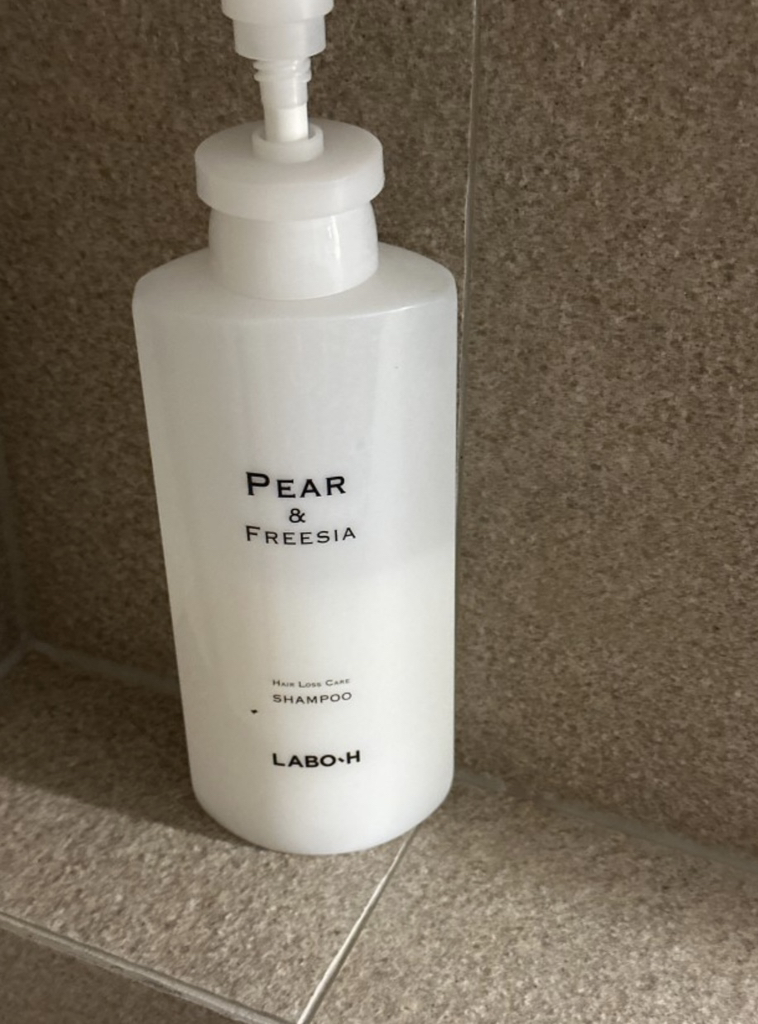 PEAR
&
FREESIA
HAIR LOSS CARE
SHAMPOO
LABO-H